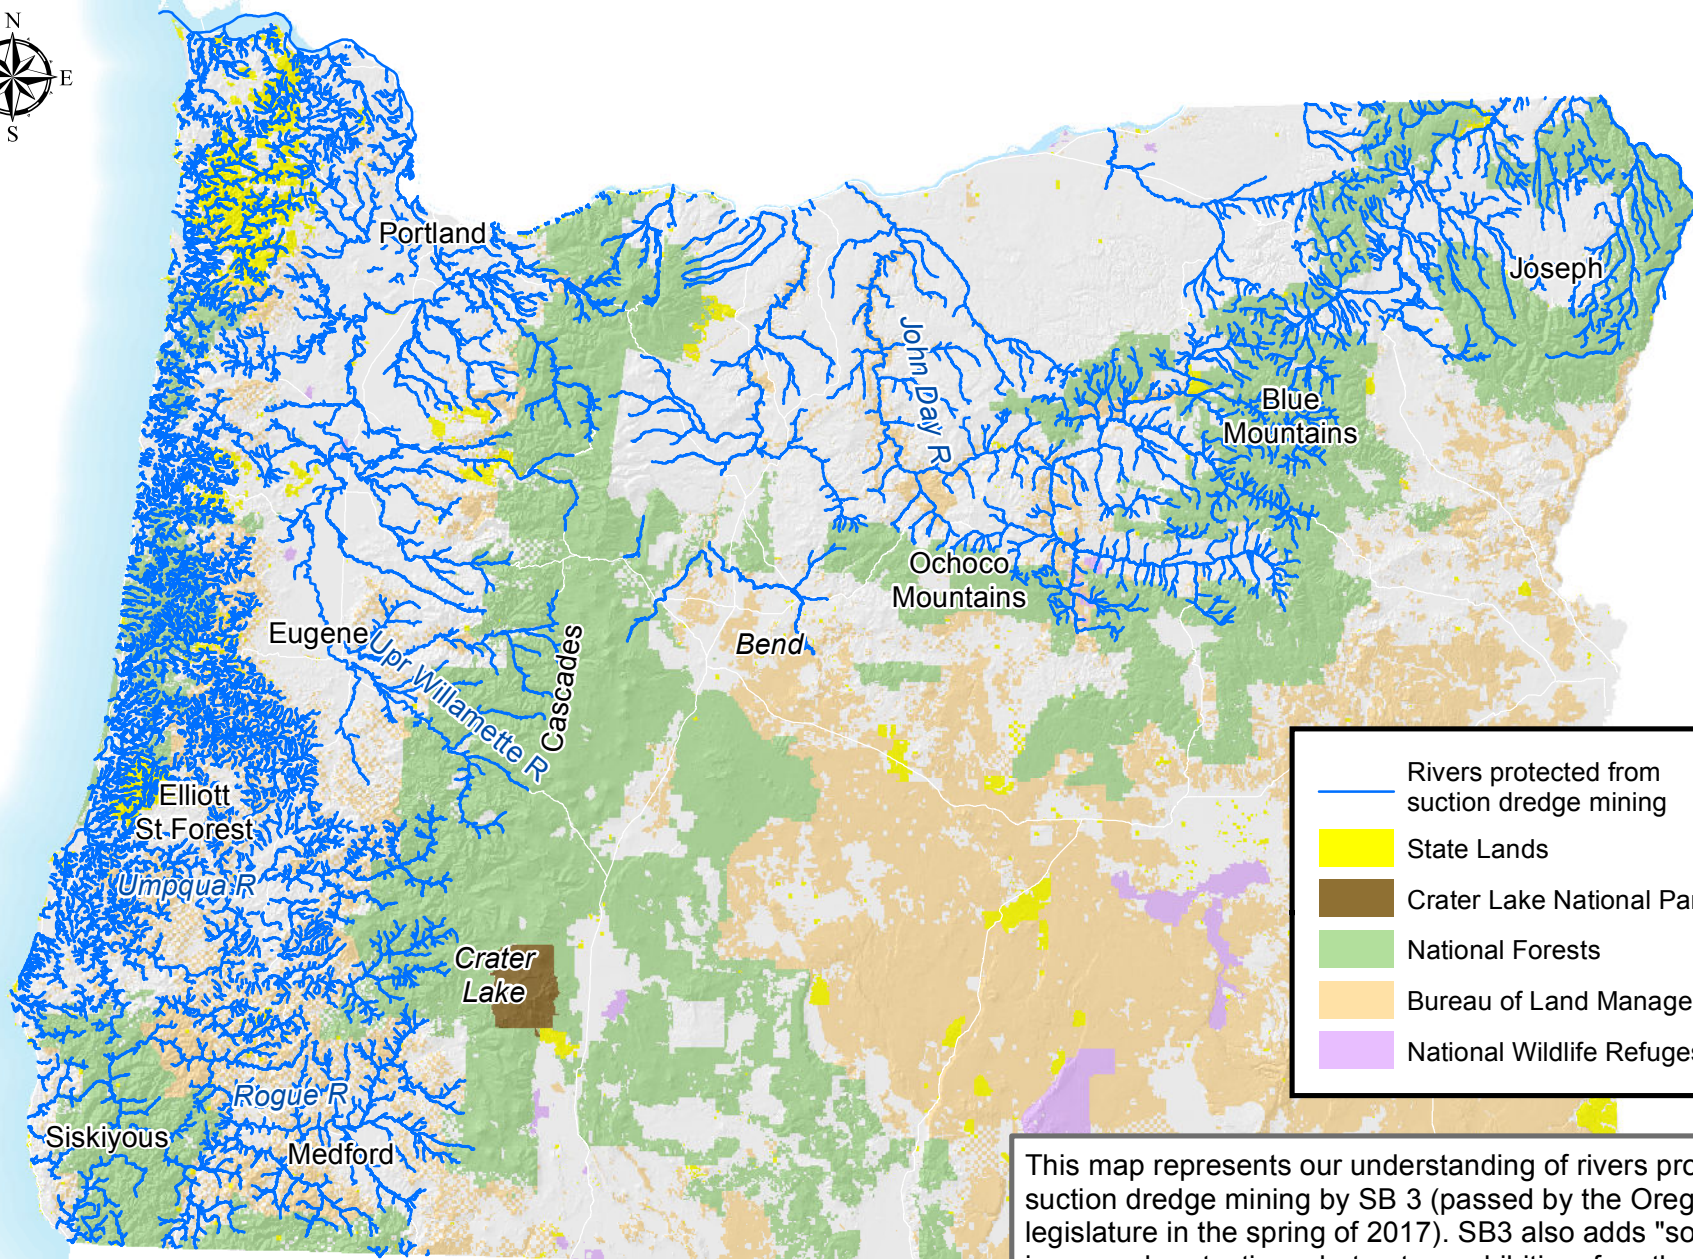 N
E
S
Portland
Joseph
John Day R
Blue
Mountains
Ochoco
Mountains
Eugene
Upr Willamette R
Cascades
Bend
Elliott
St Forest
Umpqua R
Crater
Lake
Rogue R
Siskiyous
Medford
Rivers protected from
suction dredge mining
State Lands
Crater Lake National Par
National Forests
Bureau of Land Manage
National Wildlife Refuges
This map represents our understanding of rivers pro
suction dredge mining by SB 3 (passed by the Oreg
legislature in the spring of 2017). SB3 also adds "so